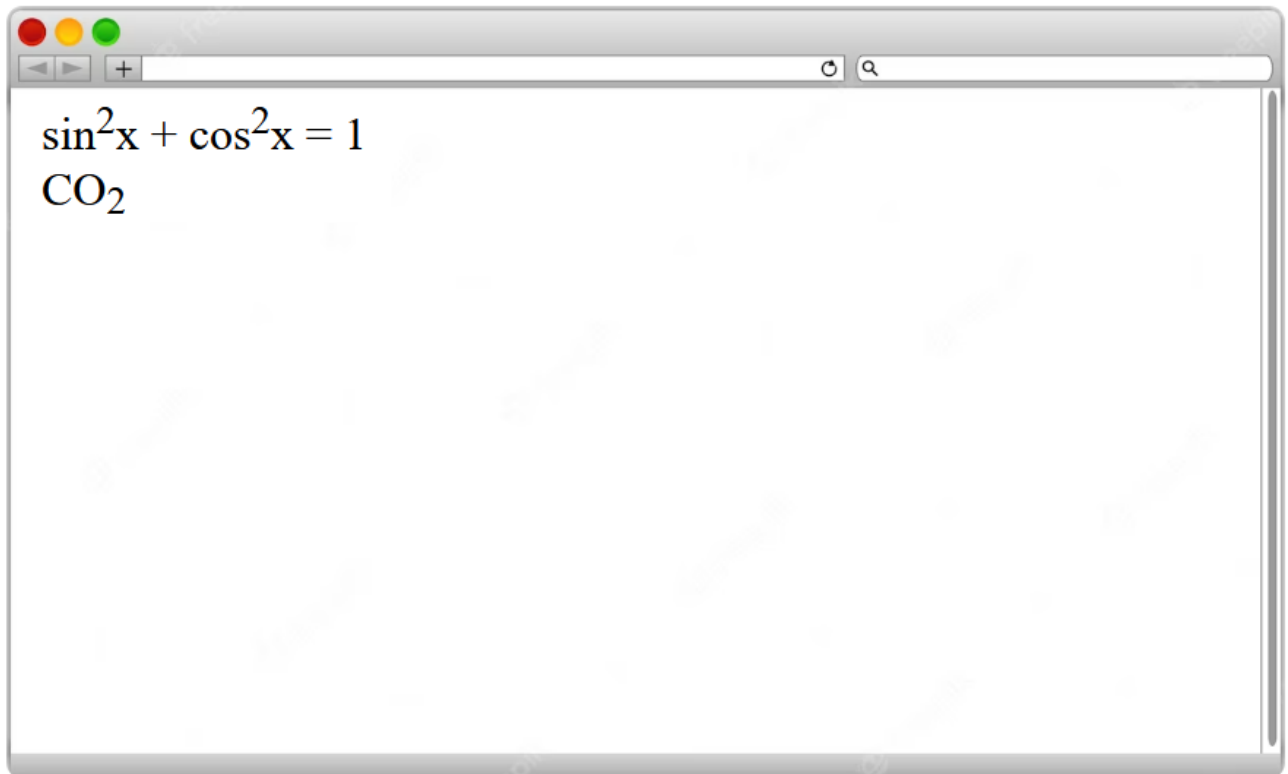 sin²x + cos²x = 1
CO₂